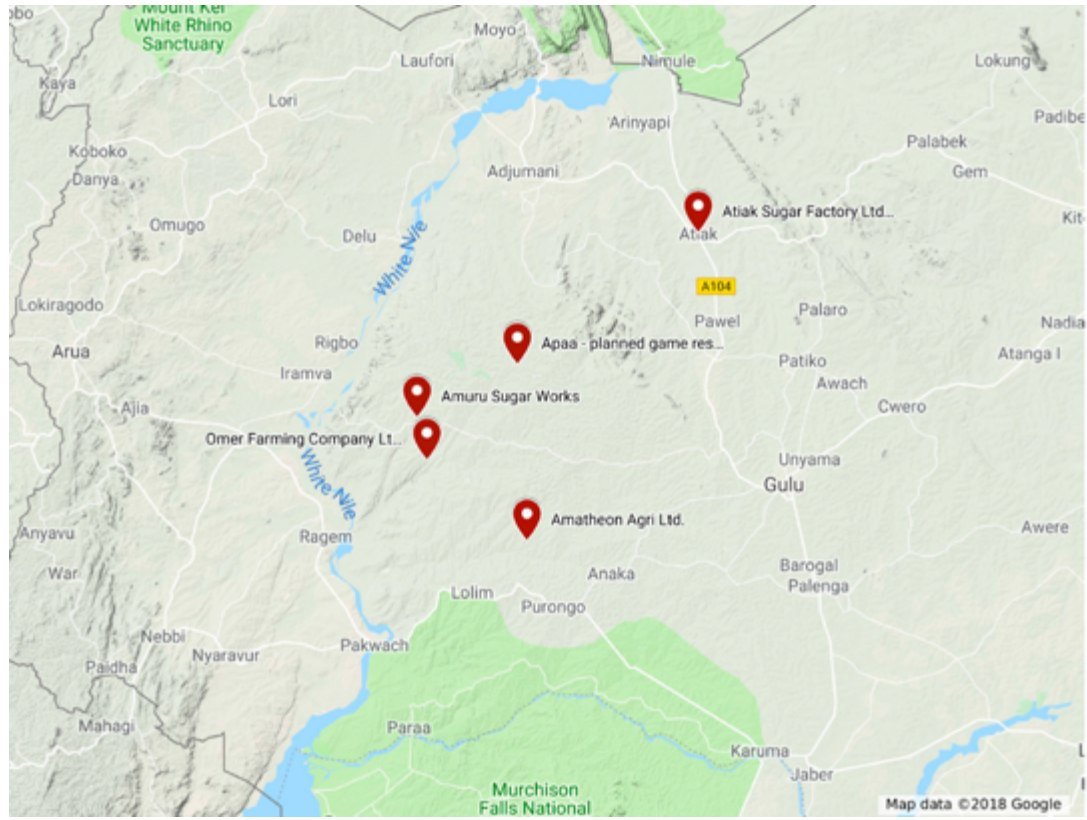 obo
Mount Kei
White Rhino
Sanctuary
Moyo
Laufori
Nimule
Lokung
Kaya
Lori
Arinyapi
Padibe
Koboko
Palabek
Danya
Adjumani
Gem
Omugo
Atiak Sugar Factory Ltd...
Kit-
Delu
Atiak
White Nile
A104
Lokiragodo
Palaro
Pawel
Nadia
Rigbo
Apaa - planned game res...
Arua
Atanga I
Patiko
Iramva
Awach
Amuru Sugar Works
Ajia
Cwero
Omer Farming Company Lt...
Unyama
White Nile
Gulu
Amatheon Agri Ltd.
Anyavu
Ragem
Awere
War
Anaka
Barogal
Palenga
Lolim
Purongo
Nebbi
Pakwach
Nyaravur
Paidha
Mahagi
Paraa
Karuma
Jaber
Murchison
Falls National
Map data ©2018 Google